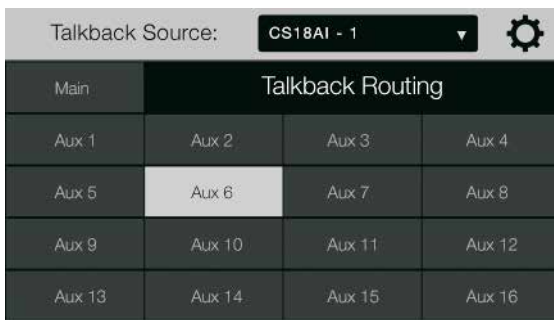 Talkback Source: CS18AI - 1
Main Talkback Routing
Aux 1 Aux 2 Aux 3 Aux 4
Aux 5 Aux 6 Aux 7 Aux 8
Aux 9 Aux 10 Aux 11 Aux 12
Aux 13 Aux 14 Aux 15 Aux 16